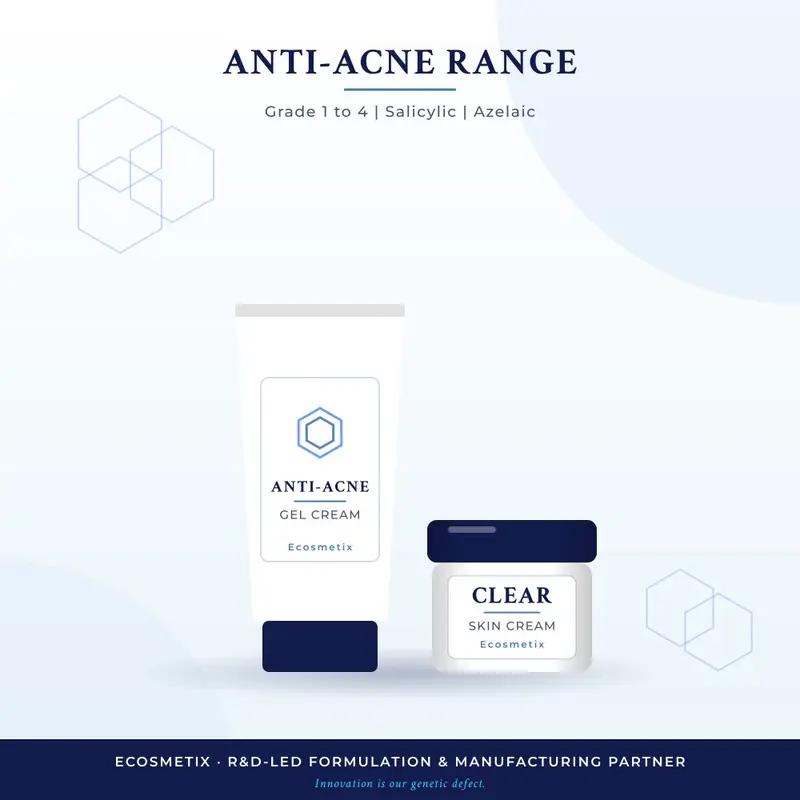 ANTI-ACNE RANGE
Grade 1 to 4 | Salicylic | Azelaic
ANTI-ACNE
GEL CREAM
Ecosmetix
CLEAR
SKIN CREAM
Ecosmetix
ECOSMETIX · R&D-LED FORMULATION & MANUFACTURING PARTNER
Innovation is our genetic defect.